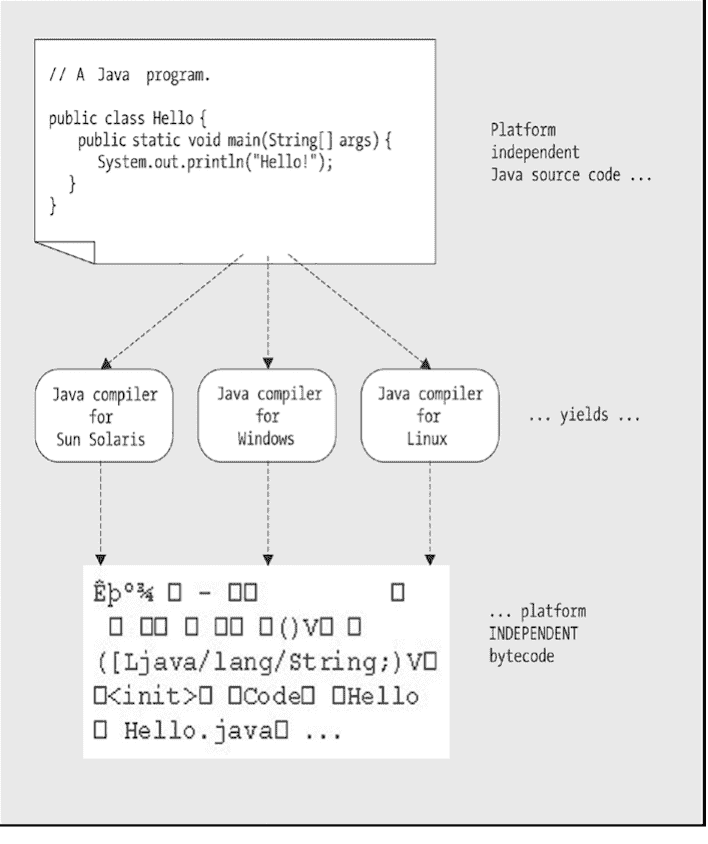 // A Java program.
public class Hello {
public static void main(String[] args) {
System.out.println("Hello!");
}
}
Platform
independent
Java source code ...
Java compiler
for
Sun Solaris
Java compiler
for
Windows
Java compiler
for
Linux
... yields ...
Êþº¾ □ - □□ □
□ □□ □ □□ □()V□ □
([Ljava/lang/String;)V□
□<init>□ □Code□ □Hello
□ Hello.java□ ...
... platform
INDEPENDENT
bytecode